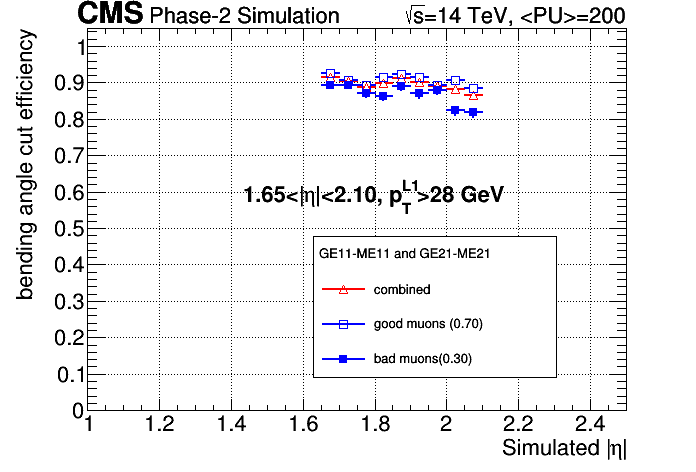 CMS Phase-2 Simulation √s=14 TeV, <PU>=200
bending angle cut efficiency
1
0.9
0.8
0.7
0.6
0.5
0.4
0.3
0.2
0.1
0
1.65<|η|<2.10, p_T^L1>28 GeV
GE11-ME11 and GE21-ME21
combined
good muons (0.70)
bad muons(0.30)
1 1.2 1.4 1.6 1.8 2 2.2 2.4
Simulated |η|